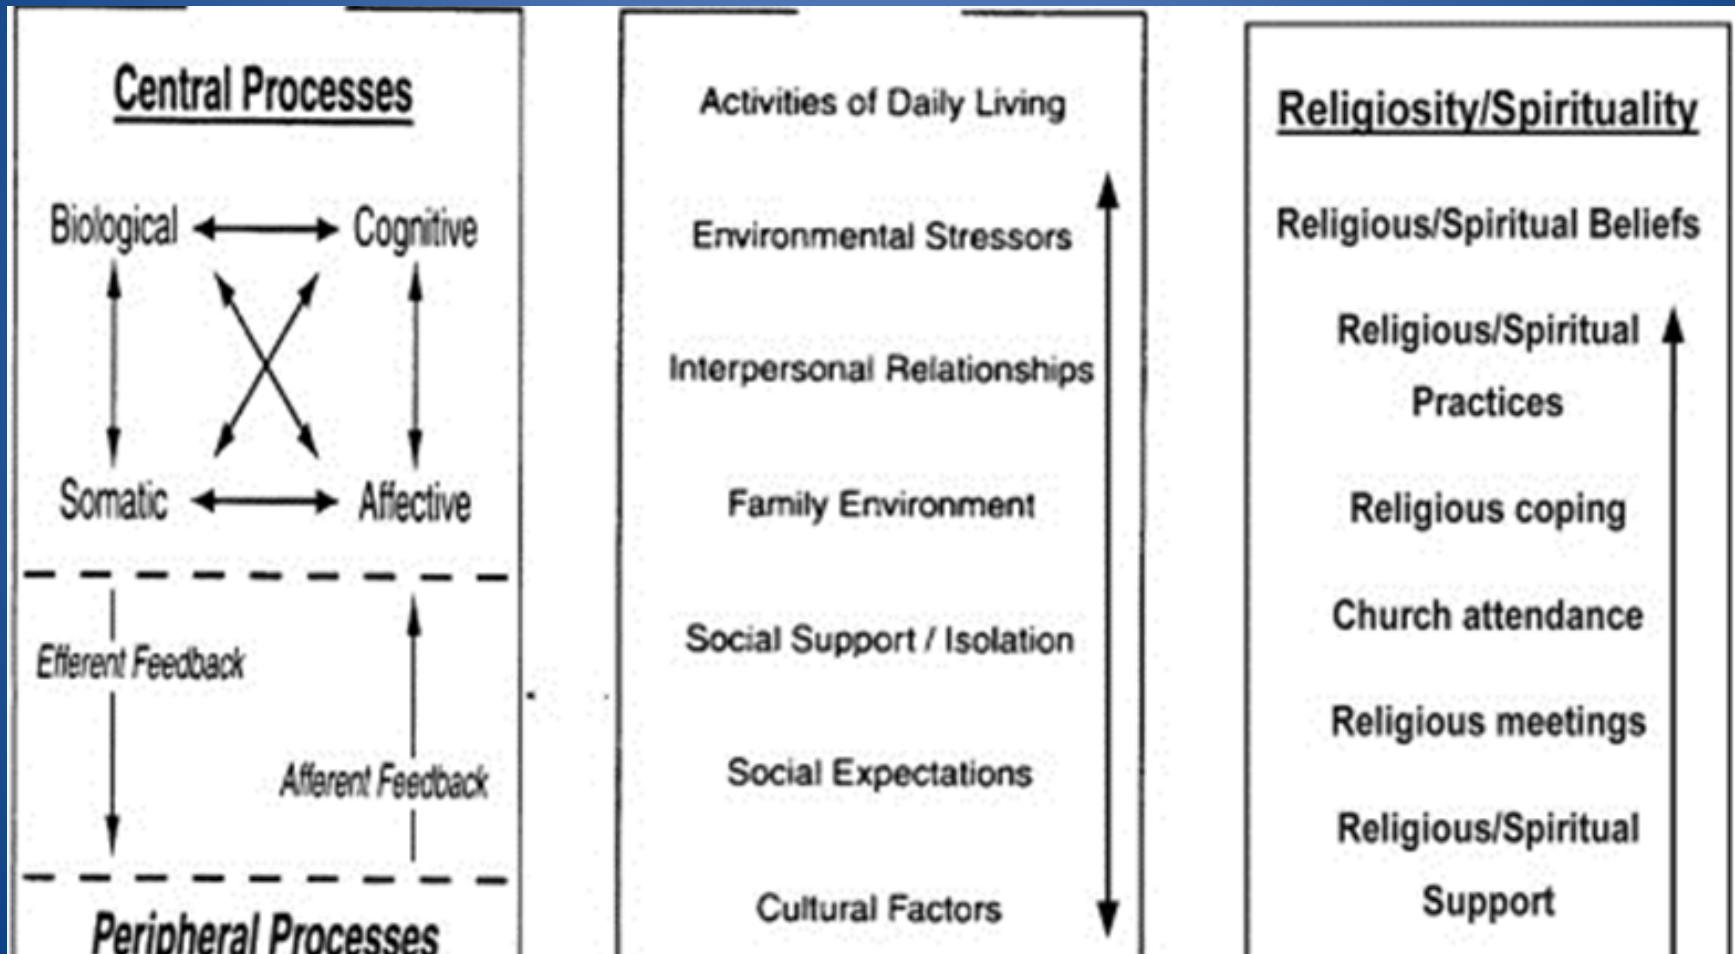 Central Processes
Biological Cognitive
Somatic Affective
Efferent Feedback
Afferent Feedback
Peripheral Processes
Activities of Daily Living
Environmental Stressors
Interpersonal Relationships
Family Environment
Social Support / Isolation
Social Expectations
Cultural Factors
Religiosity/Spirituality
Religious/Spiritual Beliefs
Religious/Spiritual
Practices
Religious coping
Church attendance
Religious meetings
Religious/Spiritual
Support